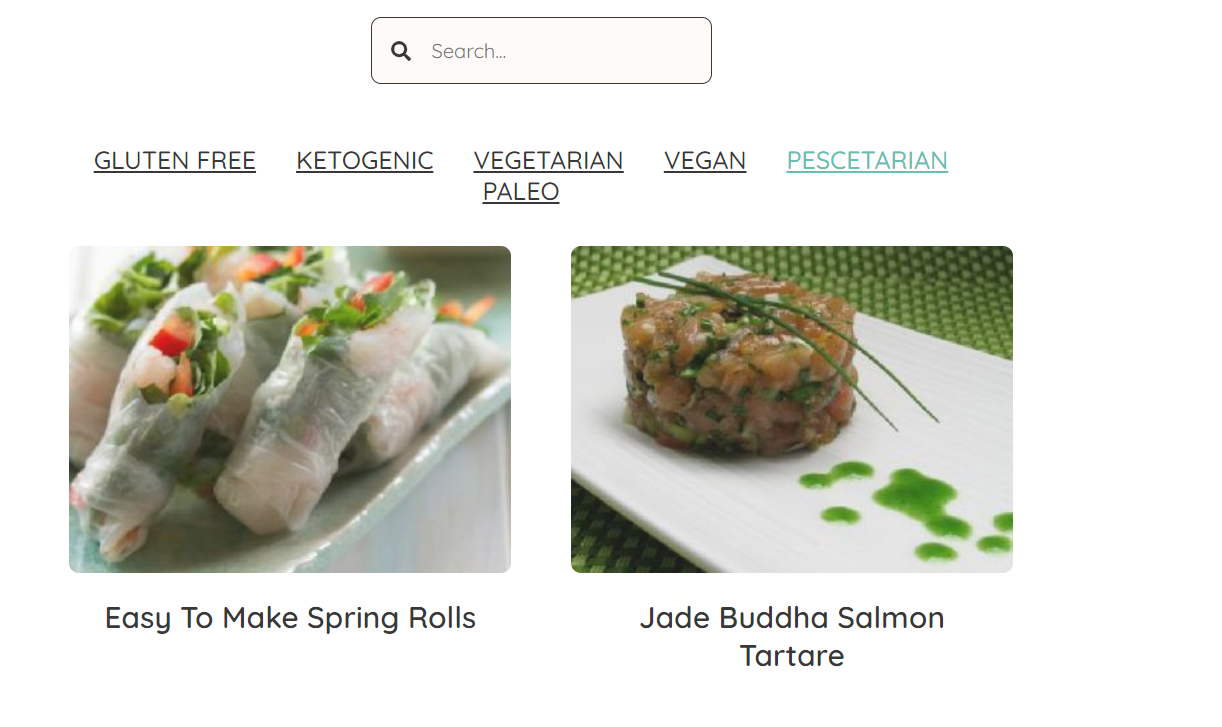 Search...
GLUTEN FREE KETOGENIC VEGETARIAN VEGAN PESCETARIAN
PALEO
Easy To Make Spring Rolls
Jade Buddha Salmon
Tartare